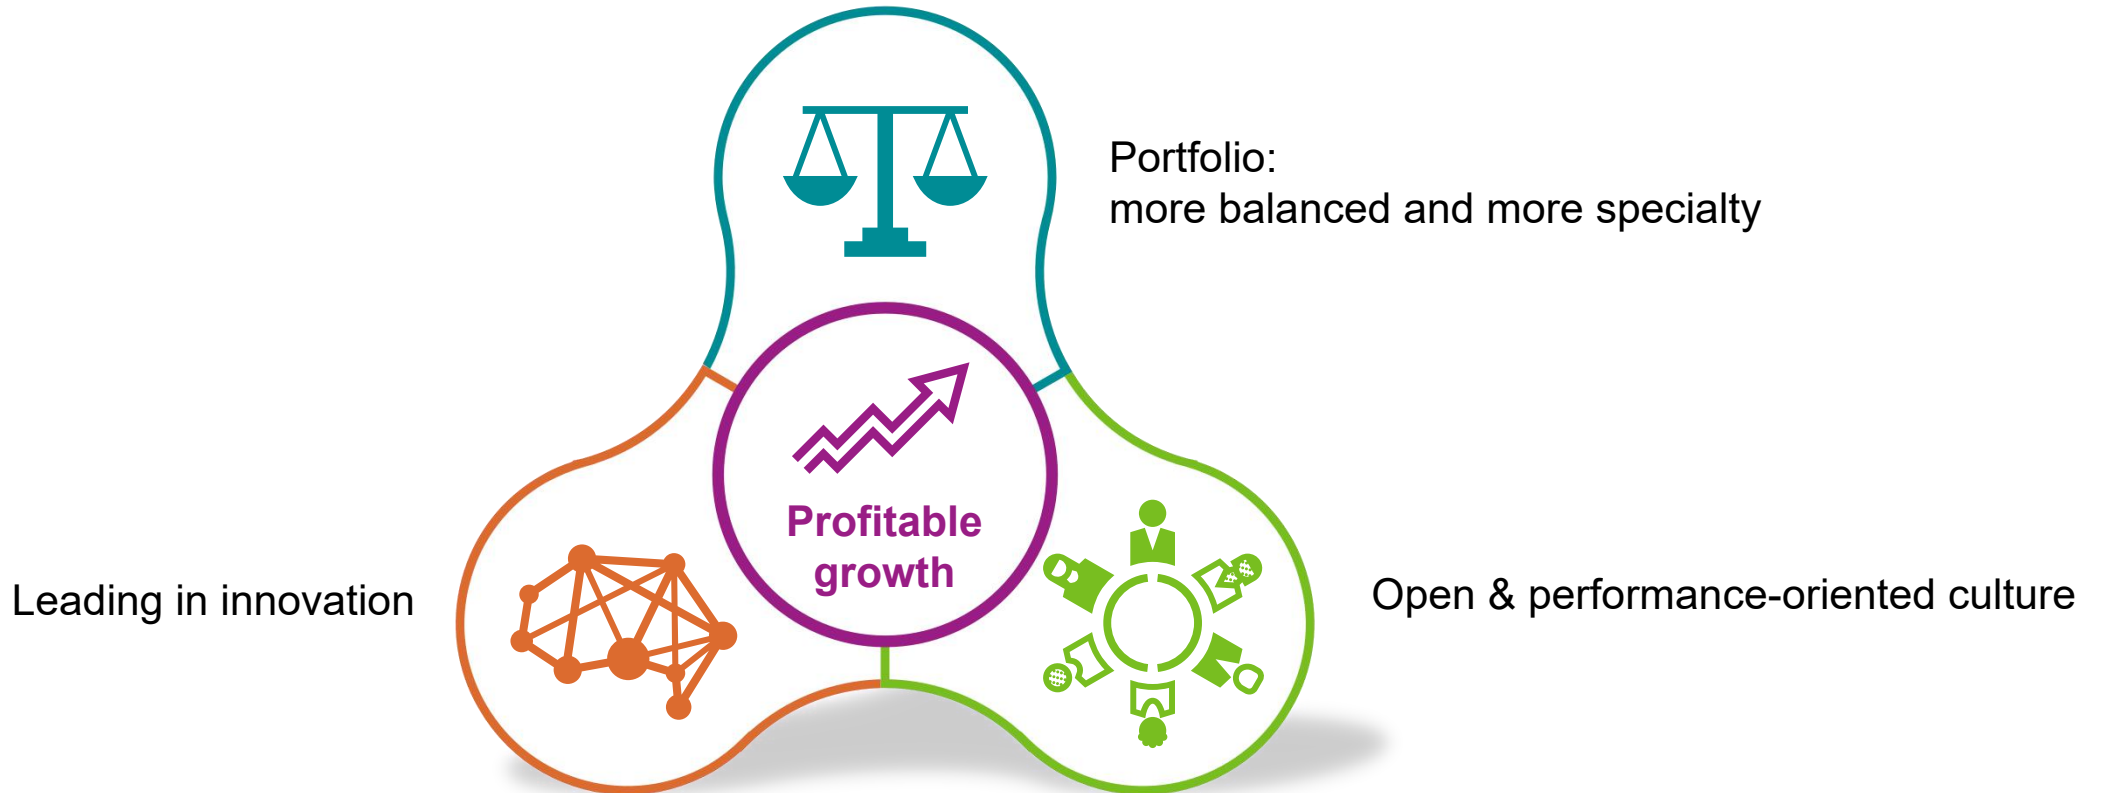 Portfolio:
more balanced and more specialty
Profitable
growth
Leading in innovation
Open & performance-oriented culture